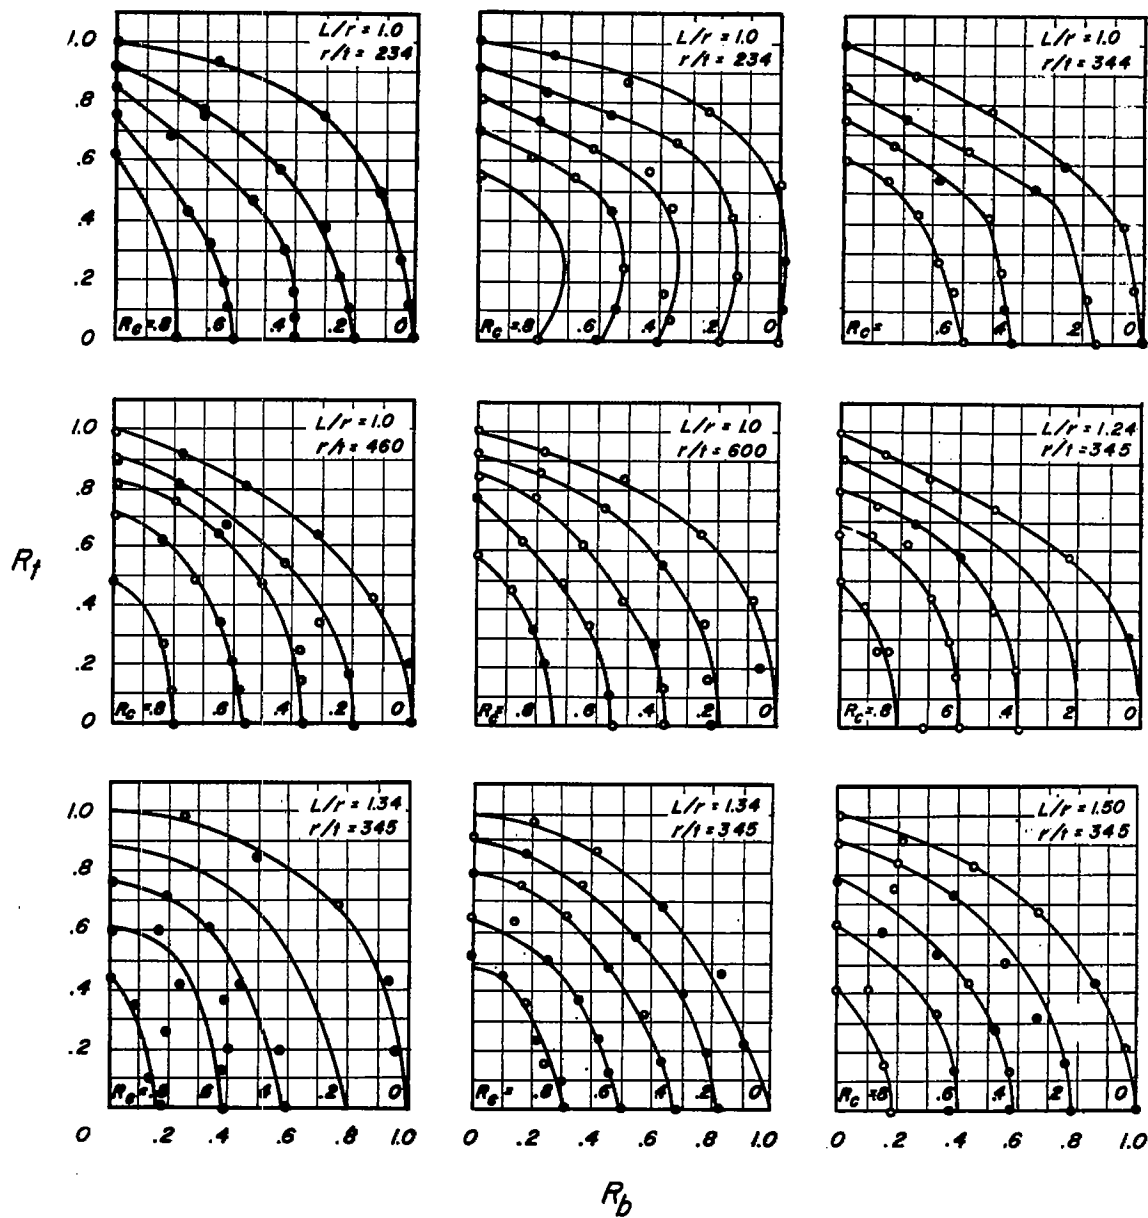 1.0 L/r = 1.0 L/r = 1.0 L/r = 1.0
r/t = 234 r/t = 234 r/t = 344
.8
.6
.4
.2
0 Rc = .8 .6 .4 .2 0 Rc = .8 .6 .4 .2 0 Rc = .6 .4 .2 0
1.0 L/r = 1.0 L/r = 1.0 L/r = 1.24
r/t = 460 r/t = 600 r/t = 345
.8
.6
Rt
.4
.2
0 Rc = .8 .6 .4 .2 0 Rc = .8 .6 .4 .2 0 Rc = .8 .6 .4 .2 0
L/r = 1.34 L/r = 1.34 L/r = 1.50
1.0 r/t = 345 r/t = 345 r/t = 345
.8
.6
.4
.2
Rc = .8 .6 .4 0 Rc = .8 .6 .4 .2 0 Rc = .8 .6 .4 .2 0
0 .2 .4 .6 .8 1.0 0 .2 .4 .6 .8 1.0 0 .2 .4 .6 .8 1.0
Rb